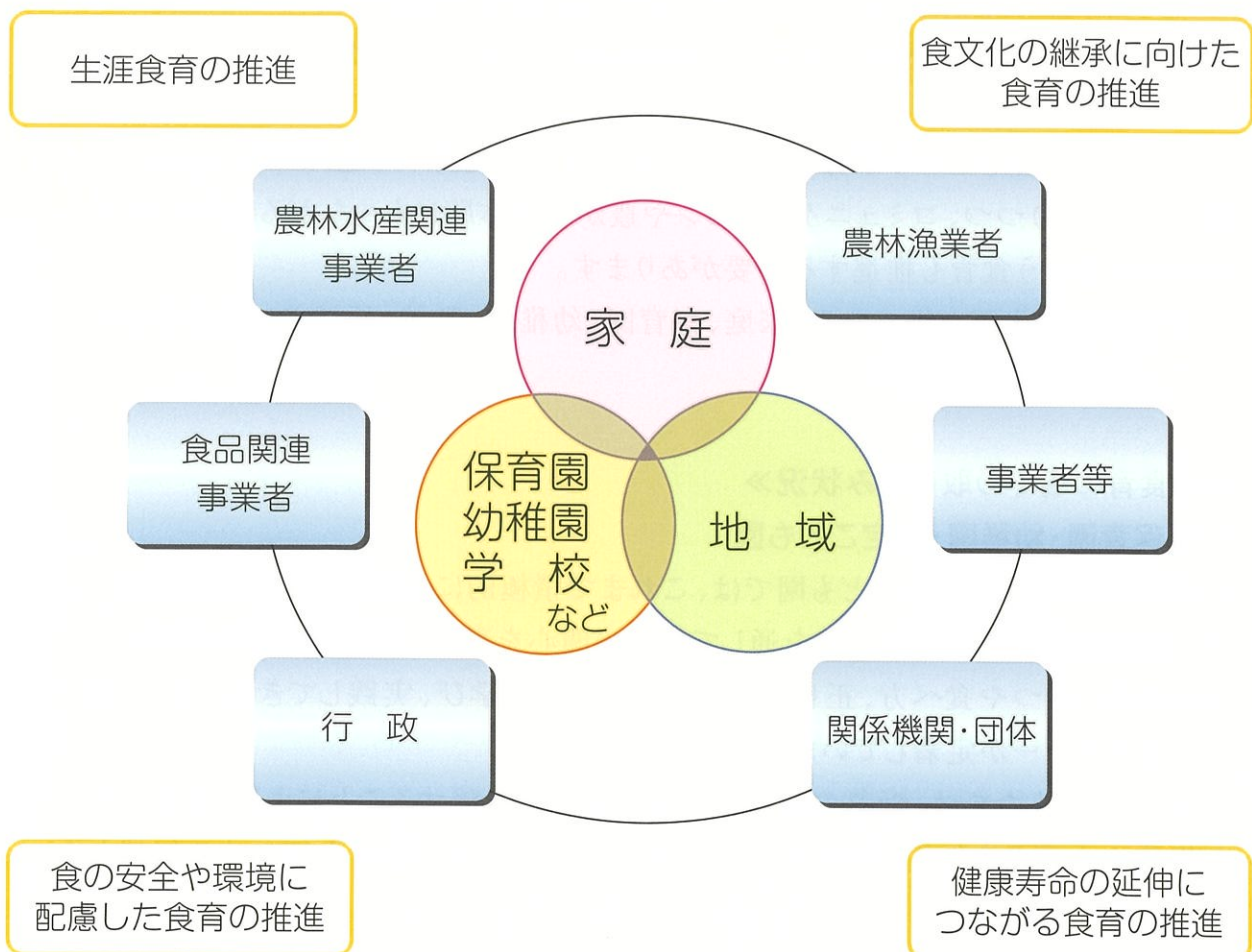 生涯食育の推進
食文化の継承に向けた
食育の推進
農林水産関連
事業者
農林漁業者
家　庭
食品関連
事業者
保育園
幼稚園
学　校
など
地　域
事業者等
行　政
関係機関・団体
食の安全や環境に
配慮した食育の推進
健康寿命の延伸に
つながる食育の推進